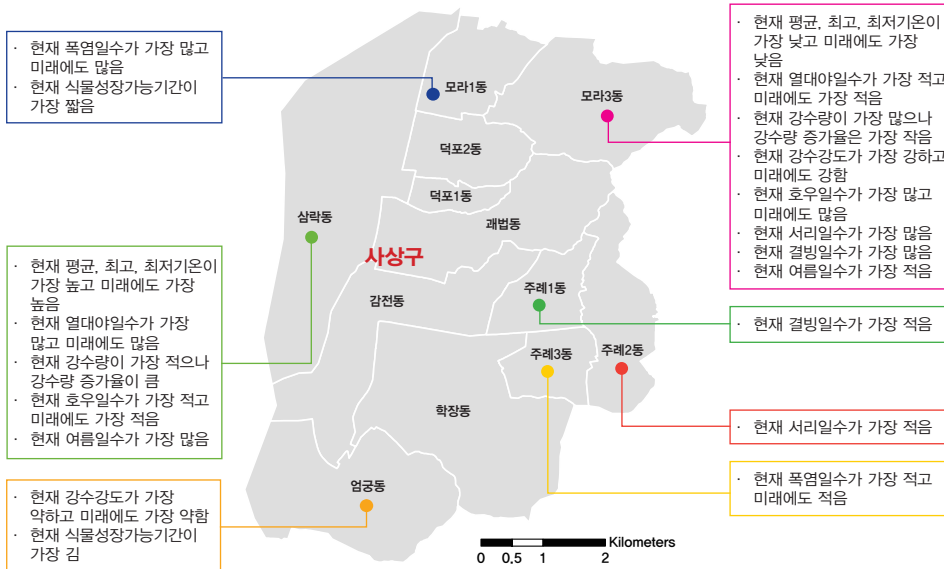 · 현재 폭염일수가 가장 많고
미래에도 많음
· 현재 식물성장가능기간이
가장 짧음
· 현재 평균, 최고, 최저기온이
가장 높고 미래에도 가장
높음
· 현재 열대야일수가 가장
많고 미래에도 많음
· 현재 강수량이 가장 적으나
강수량 증가율이 큼
· 현재 호우일수가 가장 적고
미래에도 가장 적음
· 현재 여름일수가 가장 많음
· 현재 강수강도가 가장
약하고 미래에도 가장 약함
· 현재 식물성장가능기간이
가장 김
모라1동
모라3동
덕포2동
덕포1동
삼락동
괘법동
사상구
감전동
주례1동
주례3동
주례2동
학장동
엄궁동
Kilometers
0 0.5 1 2
· 현재 평균, 최고, 최저기온이
가장 낮고 미래에도 가장
낮음
· 현재 열대야일수가 가장 적고
미래에도 가장 적음
· 현재 강수량이 가장 많으나
강수량 증가율은 가장 작음
· 현재 강수강도가 가장 강하고
미래에도 강함
· 현재 호우일수가 가장 많고
미래에도 많음
· 현재 서리일수가 가장 많음
· 현재 결빙일수가 가장 많음
· 현재 여름일수가 가장 적음
· 현재 결빙일수가 가장 적음
· 현재 서리일수가 가장 적음
· 현재 폭염일수가 가장 적고
미래에도 적음